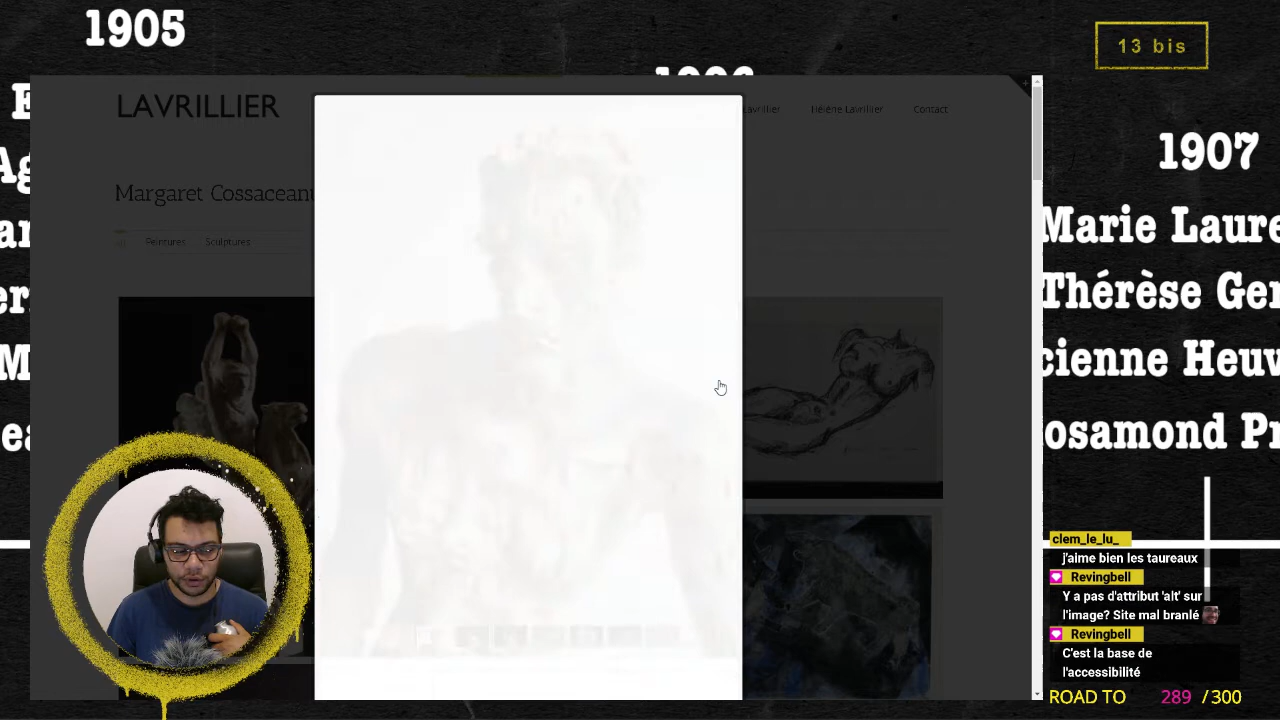 1905
13 bis
LAVRILLIER
Lavrillier
Hélène Lavrillier
Contact
Margaret Cossaceanu
all
Peintures
Sculptures
1907
Marie Laure
Thérèse Ger
cienne Heuv
osamond Pr
clem_le_lu_
j'aime bien les taureaux
Revingbell
Y a pas d'attribut 'alt' sur
l'image? Site mal branlé
Revingbell
C'est la base de
l'accessibilité
ROAD TO 289 / 300